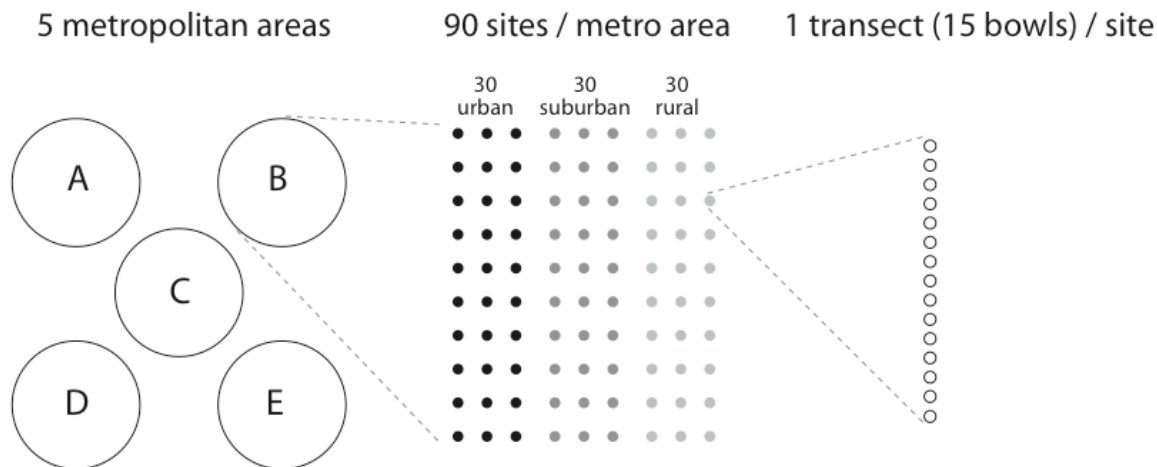 5 metropolitan areas
90 sites / metro area
1 transect (15 bowls) / site
30 urban
30 suburban
30 rural
A
B
C
D
E